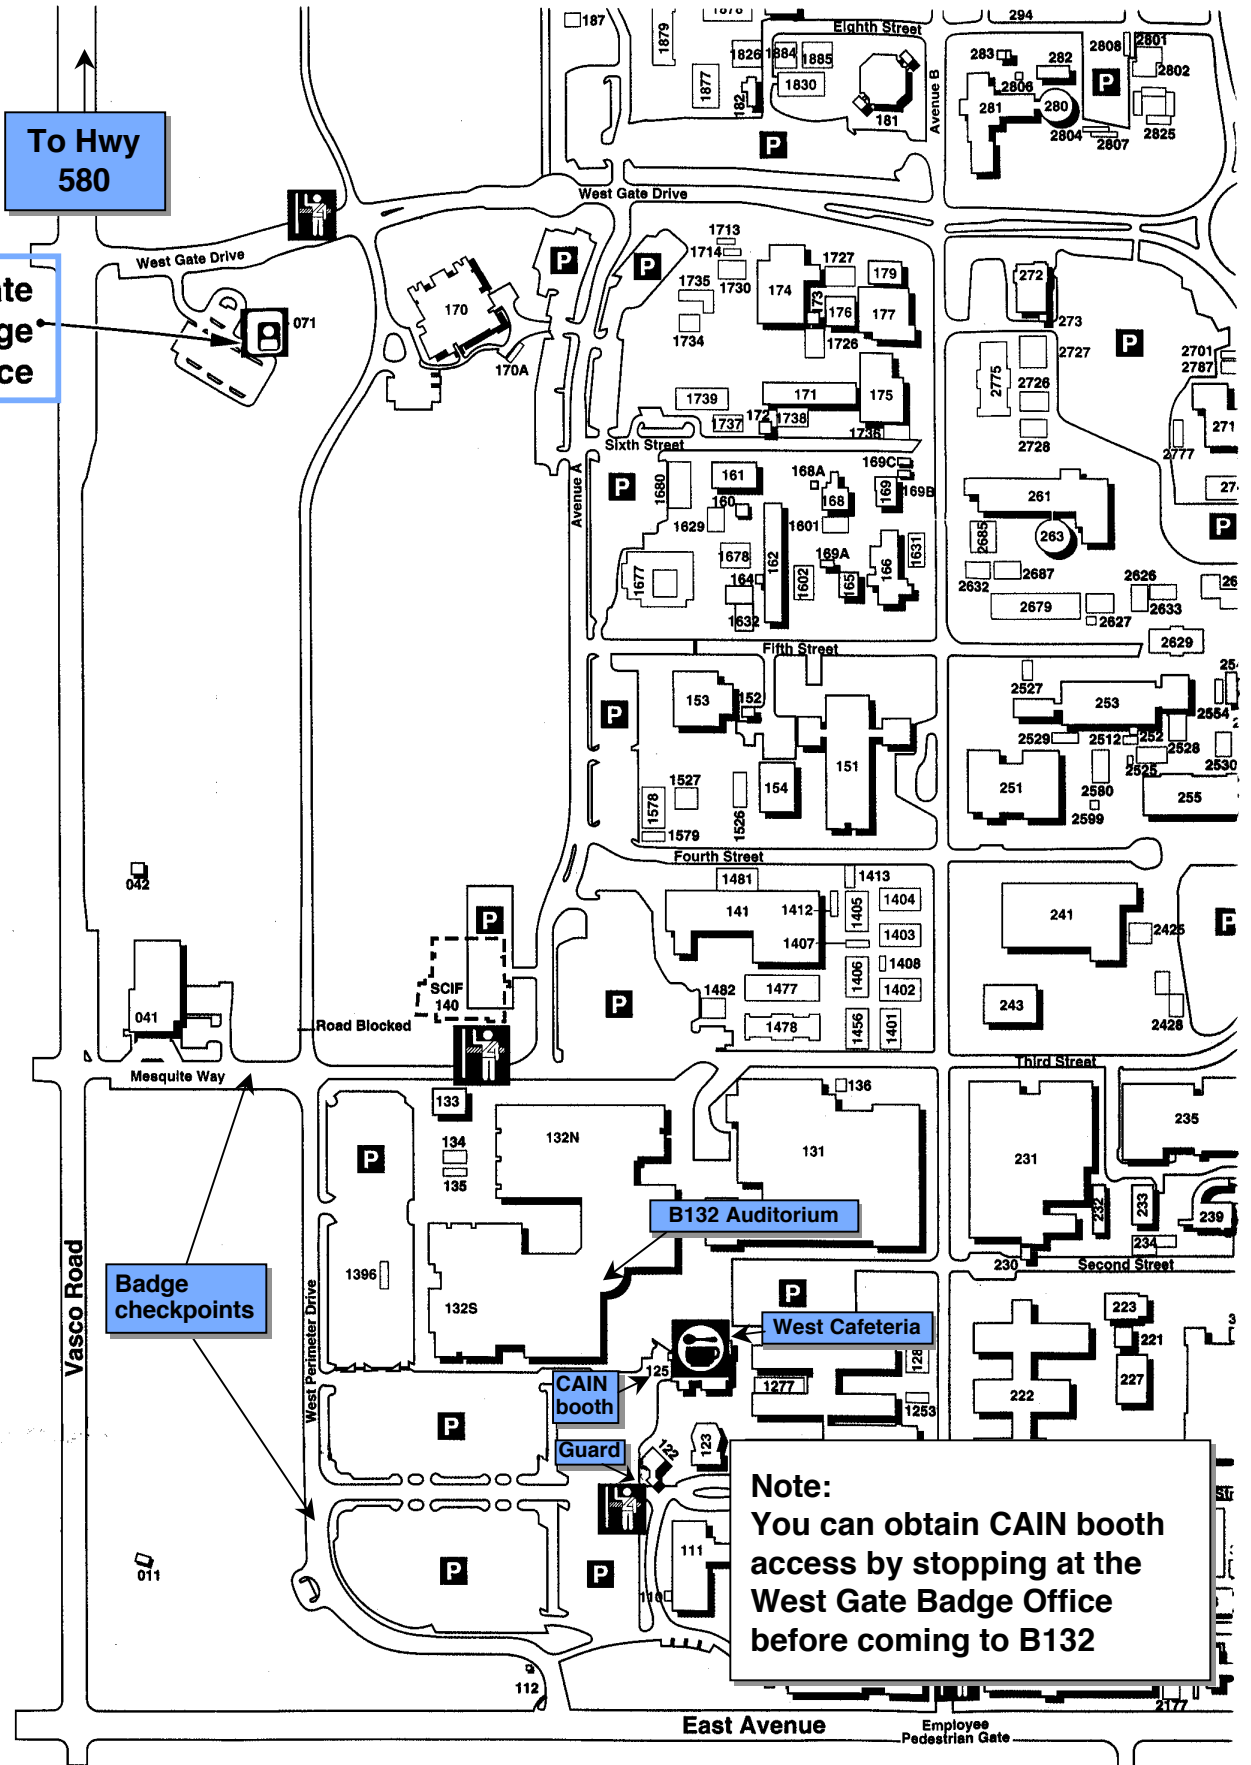 187
1879
1878
Eighth Street
294
1826
1884
1885
1877
182
1830
181
Avenue B
283
282
2808
2801
2802
2806
P
281
280
2804
2807
2825
P
To Hwy
580
West Gate Drive
West Gate Drive
071
170
170A
P
P
1713
1714
1735
1730
1734
174
1727
179
173
176
177
1726
272
273
2727
2775
2726
2728
P
2701
2787
271
2777
1739
171
175
1737
172
1738
1736
Sixth Street
Avenue A
P
1680
161
160
1629
168A
168
1601
169C
169
169B
261
263
2685
P
1677
1678
164
162
1632
169A
1602
165
166
1631
2632
2687
2679
2626
2633
2627
2629
Fifth Street
153
152
P
151
154
1527
1578
1526
1579
2527
253
2554
2529
2512
252
2528
2525
2530
251
2580
2599
255
Fourth Street
042
1481
1413
141
1412
1405
1404
1407
1403
1406
1408
1402
1482
1477
1478
1456
1401
241
2425
P
243
2428
P
SCIF
140
P
041
Road Blocked
Mesquite Way
Third Street
133
134
135
P
132N
136
131
231
235
232
233
234
239
230
Second Street
B132 Auditorium
1396
132S
P
Badge
checkpoints
Vasco Road
West Perimeter Drive
West Cafeteria
125
CAIN
booth
1277
1253
223
221
227
222
P
Guard
122
123
111
110
P
P
011
112
Note:
You can obtain CAIN booth
access by stopping at the
West Gate Badge Office
before coming to B132
2177
East Avenue
Employee
Pedestrian Gate